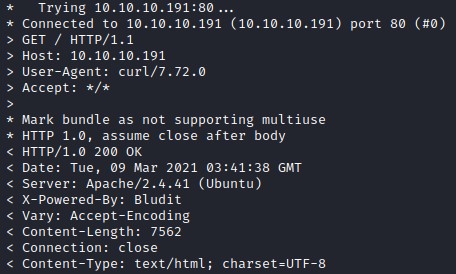 *   Trying 10.10.10.191:80 ...
* Connected to 10.10.10.191 (10.10.10.191) port 80 (#0)
> GET / HTTP/1.1
> Host: 10.10.10.191
> User-Agent: curl/7.72.0
> Accept: */*
>
* Mark bundle as not supporting multiuse
* HTTP 1.0, assume close after body
< HTTP/1.0 200 OK
< Date: Tue, 09 Mar 2021 03:41:38 GMT
< Server: Apache/2.4.41 (Ubuntu)
< X-Powered-By: Bludit
< Vary: Accept-Encoding
< Content-Length: 7562
< Connection: close
< Content-Type: text/html; charset=UTF-8